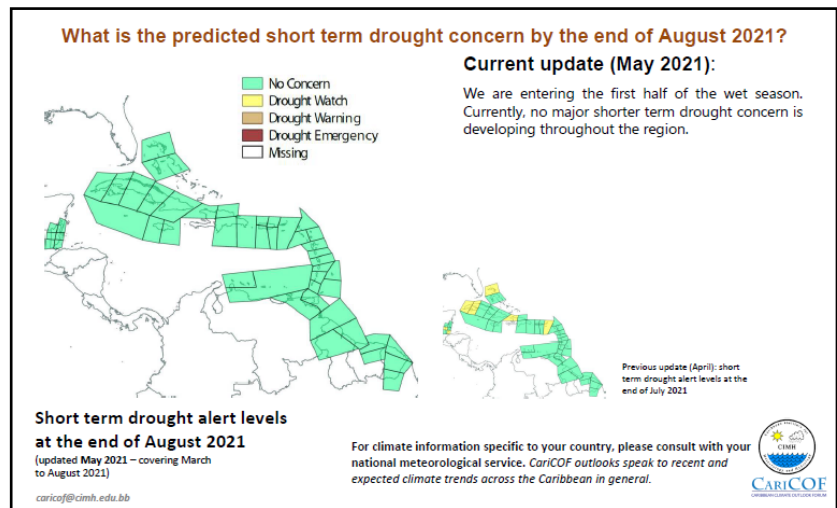 What is the predicted short term drought concern by the end of August 2021?
No Concern
Drought Watch
Drought Warning
Drought Emergency
Missing
Current update (May 2021):
We are entering the first half of the wet season.
Currently, no major shorter term drought concern is
developing throughout the region.
Previous update (April): short
term drought alert levels at the
end of July 2021
Short term drought alert levels
at the end of August 2021
(updated May 2021 – covering March
to August 2021)
caricof@cimh.edu.bb
For climate information specific to your country, please consult with your
national meteorological service. CariCOF outlooks speak to recent and
expected climate trends across the Caribbean in general.
CIMH
CARICOF
CARIBBEAN CLIMATE OUTLOOK FORUM